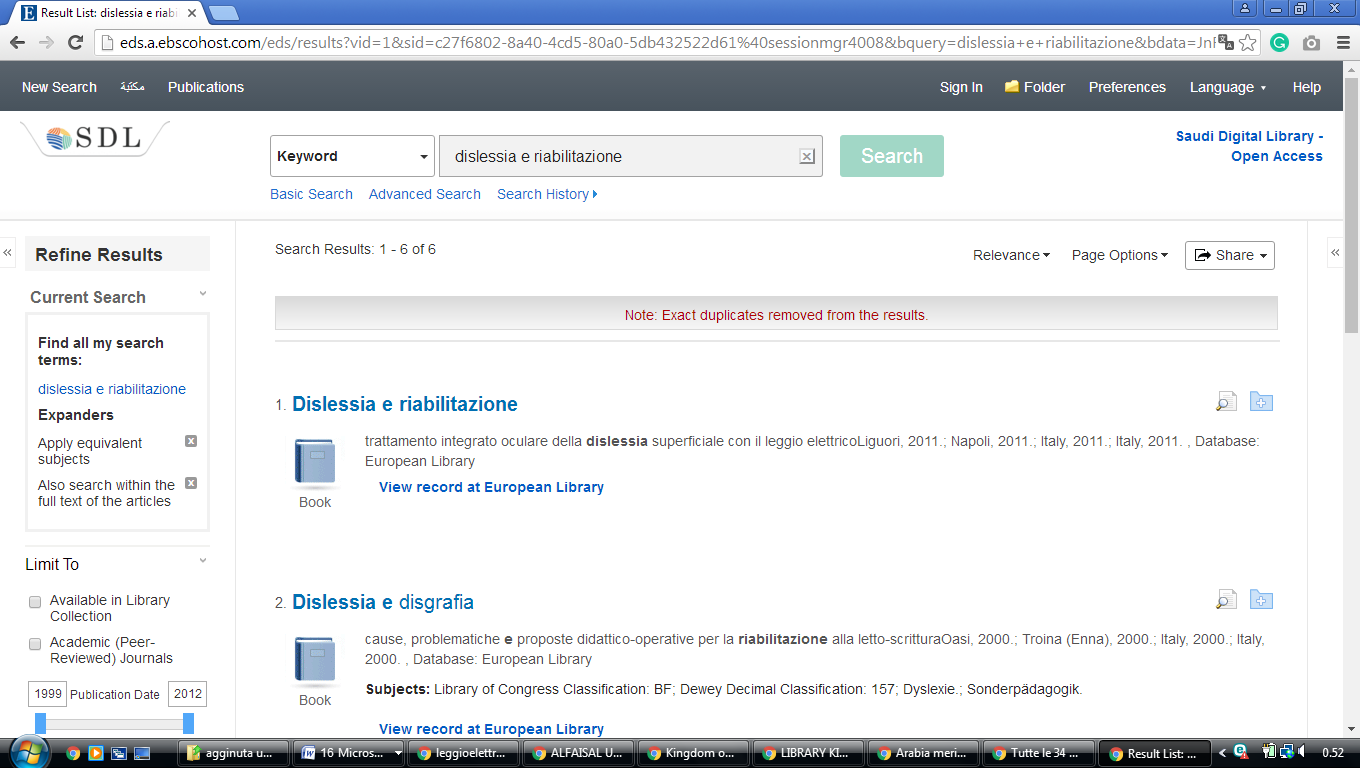 Result List: dislessia e riabi
eds.a.ebscohost.com/eds/results?vid=1&sid=c27f6802-8a40-4cd5-80a0-5db432522d61%40sessionmgr4008&bquery=dislessia+e+riabilitazione&bdata=JnF
New Search مكتبة Publications Sign In Folder Preferences Language Help
SDL
Keyword dislessia e riabilitazione Search
Saudi Digital Library -
Open Access
Basic Search Advanced Search Search History
Refine Results
Current Search
Find all my search
terms:
dislessia e riabilitazione
Expanders
Apply equivalent
subjects
Also search within the
full text of the articles
Limit To
Available in Library
Collection
Academic (Peer-
Reviewed) Journals
1999 Publication Date 2012
Search Results: 1 - 6 of 6
Relevance Page Options Share
Note: Exact duplicates removed from the results.
1. Dislessia e riabilitazione
trattamento integrato oculare della dislessia superficiale con il leggio elettricoLiguori, 2011.; Napoli, 2011.; Italy, 2011.; Italy, 2011. , Database:
European Library
View record at European Library
Book
2. Dislessia e disgrafia
cause, problematiche e proposte didattico-operative per la riabilitazione alla letto-scritturaOasi, 2000.; Troina (Enna), 2000.; Italy, 2000.; Italy,
2000. , Database: European Library
Subjects: Library of Congress Classification: BF; Dewey Decimal Classification: 157; Dyslexie.; Sonderpädagogik.
Book
View record at European Library
agginuta u... 16 Micros... leggioelettr... ALFAISAL U... Kingdom o... LIBRARY KI... Arabia meri... Tutte le 34 ... Result List: ... 0.52